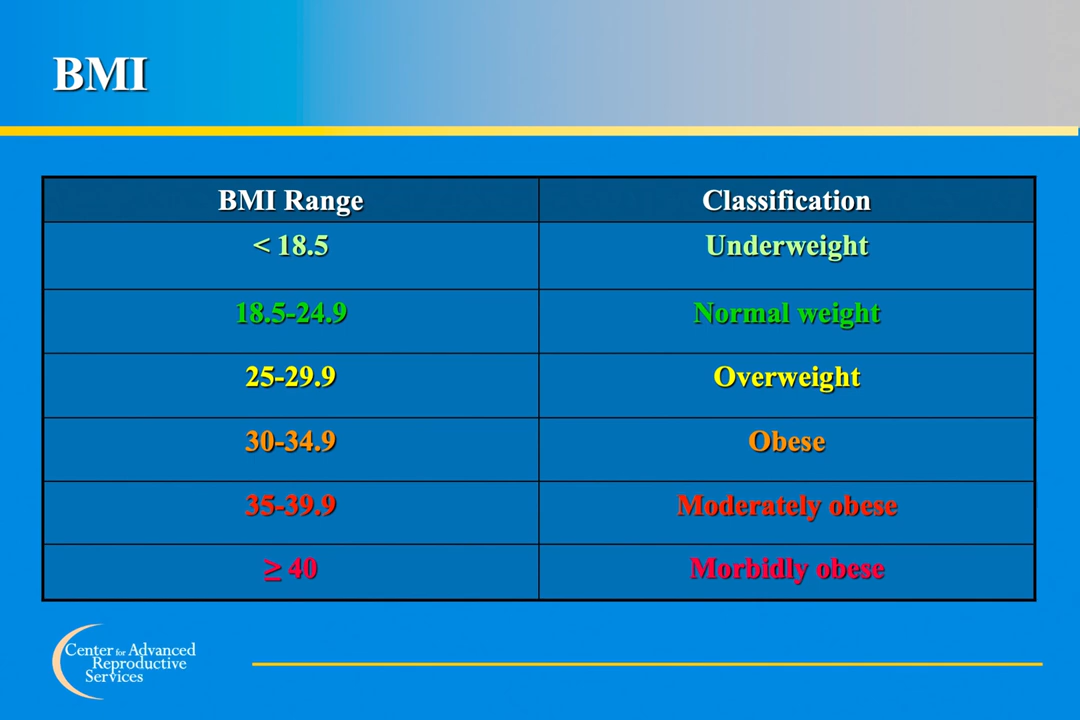 BMI
BMI Range Classification
< 18.5 Underweight
18.5-24.9 Normal weight
25-29.9 Overweight
30-34.9 Obese
35-39.9 Moderately obese
≥ 40 Morbidly obese
Center for Advanced
Reproductive
Services